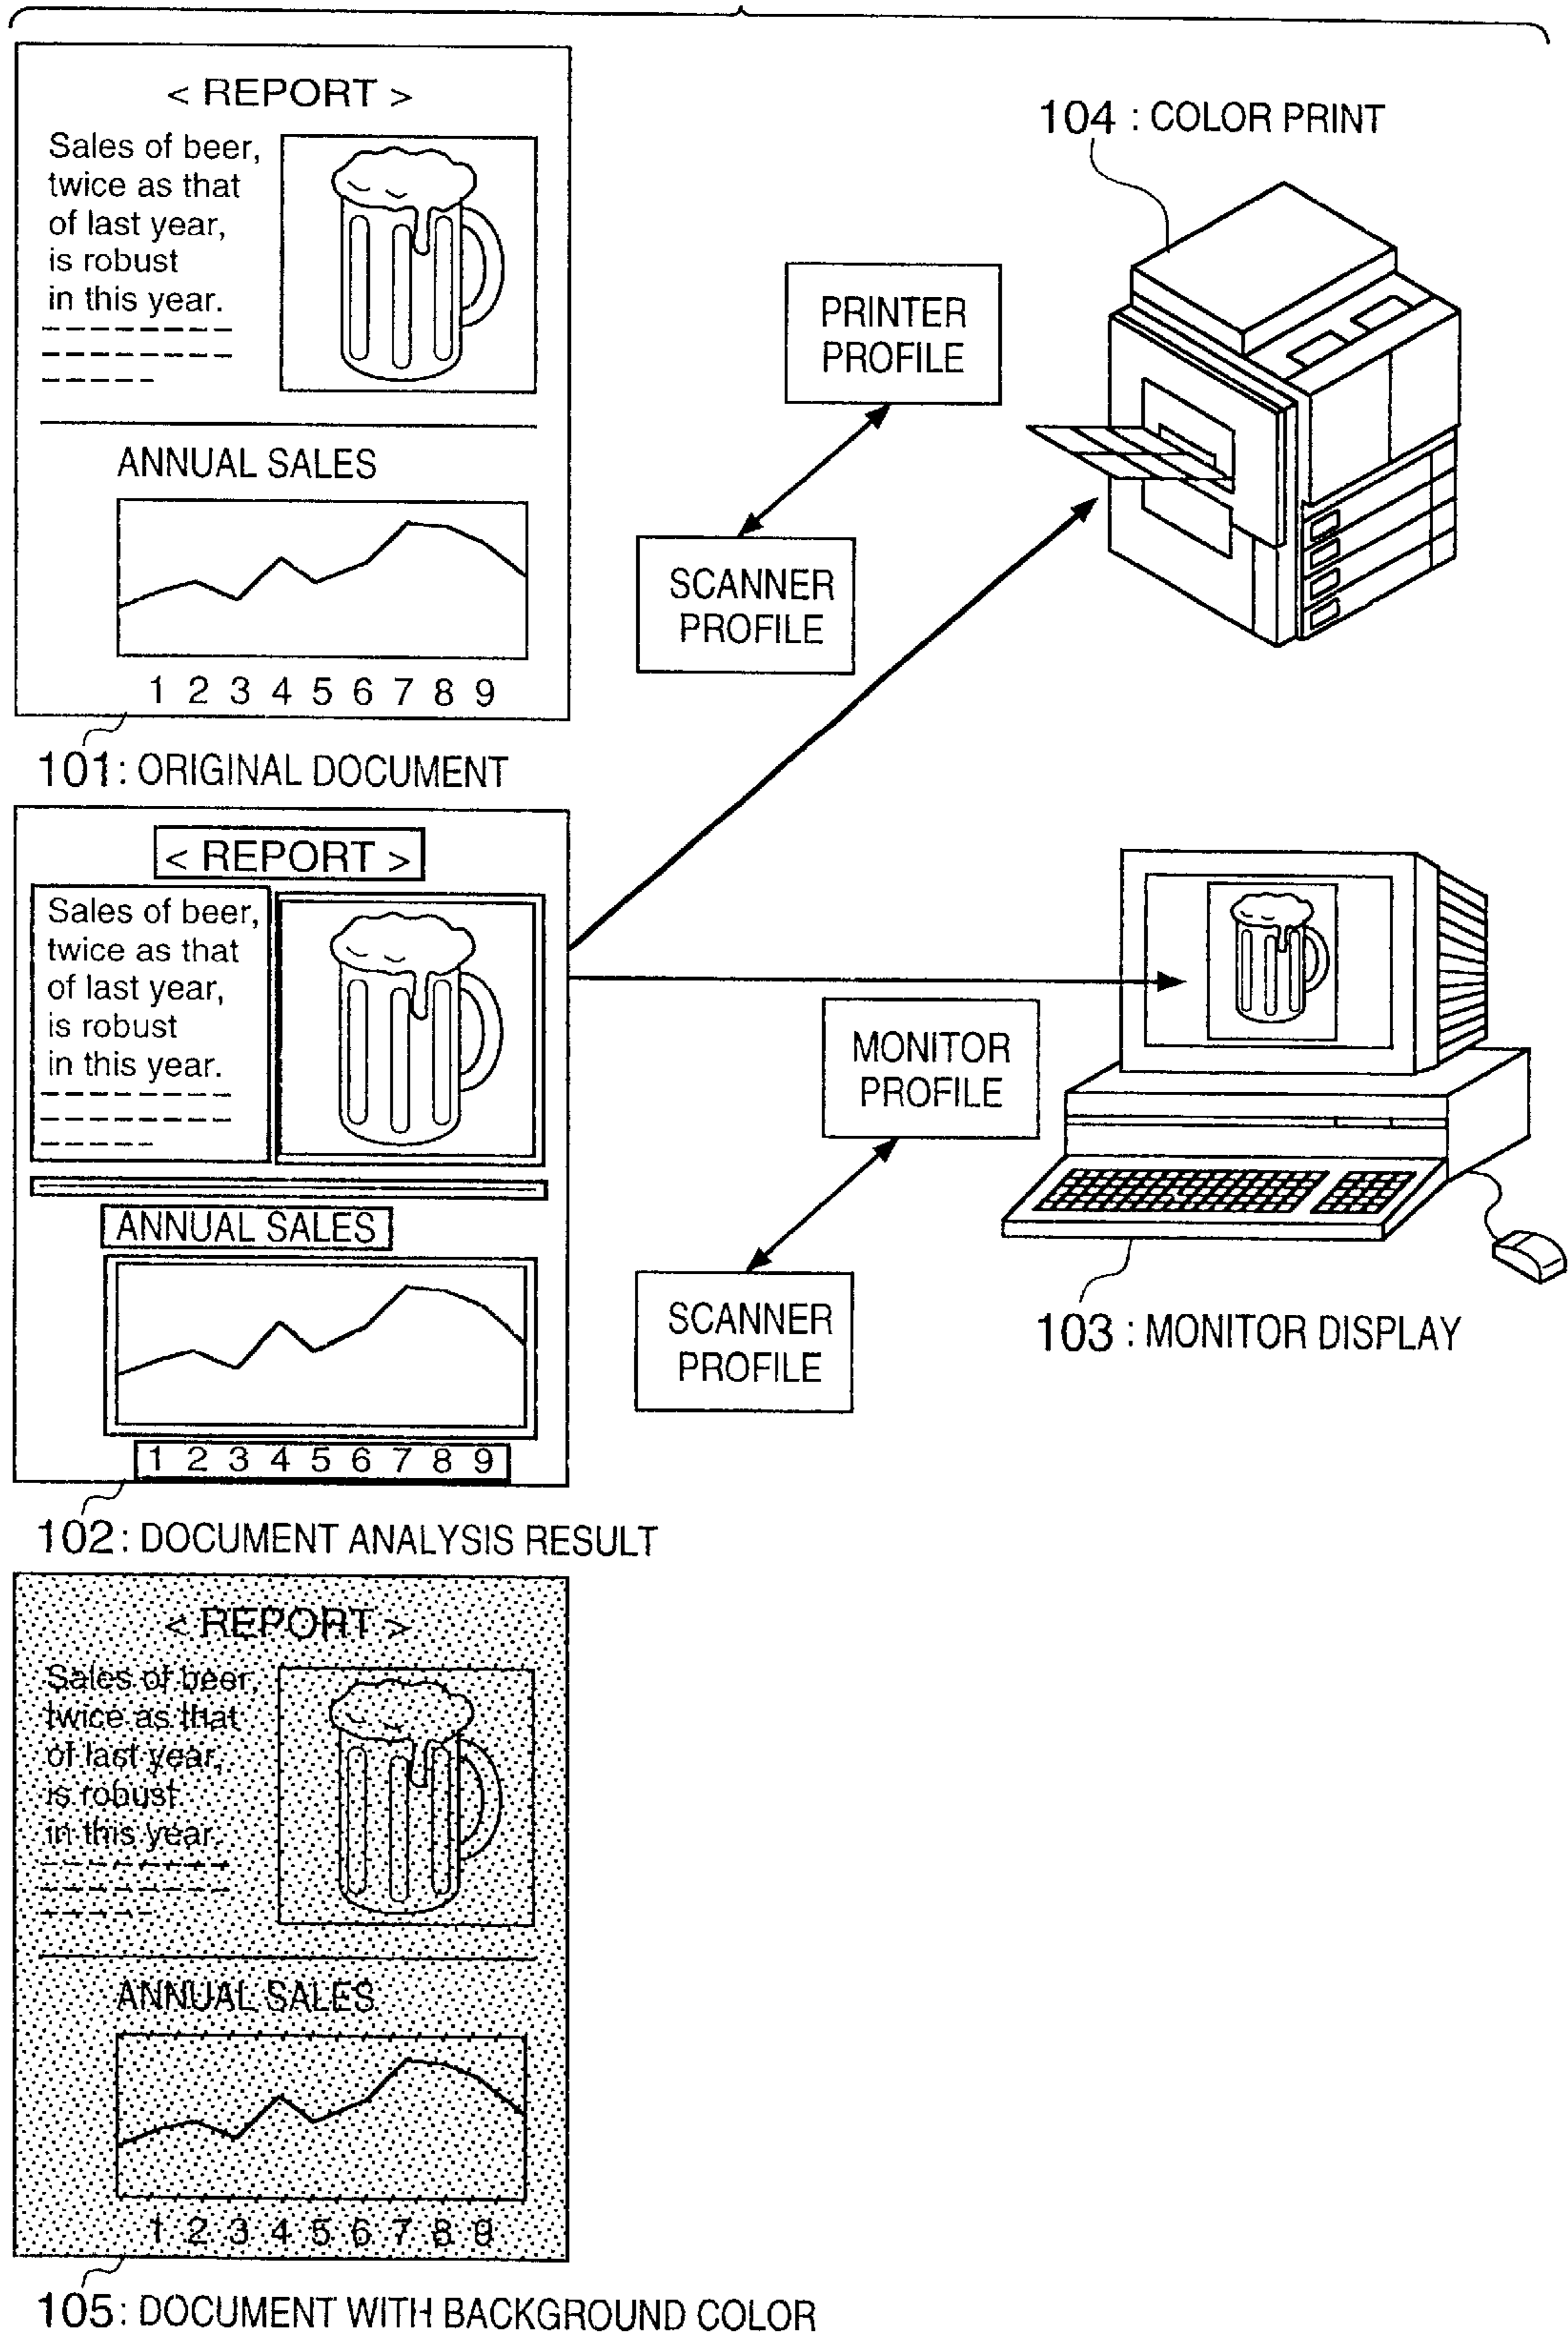 < REPORT >
Sales of beer,
twice as that
of last year,
is robust
in this year.
ANNUAL SALES
1 2 3 4 5 6 7 8 9
101: ORIGINAL DOCUMENT
104 : COLOR PRINT
PRINTER
PROFILE
SCANNER
PROFILE
< REPORT >
Sales of beer,
twice as that
of last year,
is robust
in this year.
ANNUAL SALES
1 2 3 4 5 6 7 8 9
102: DOCUMENT ANALYSIS RESULT
MONITOR
PROFILE
SCANNER
PROFILE
103 : MONITOR DISPLAY
< REPORT >
Sales of beer,
twice as that
of last year,
is robust
in this year.
ANNUAL SALES
1 2 3 4 5 6 7 8 9
105: DOCUMENT WITH BACKGROUND COLOR